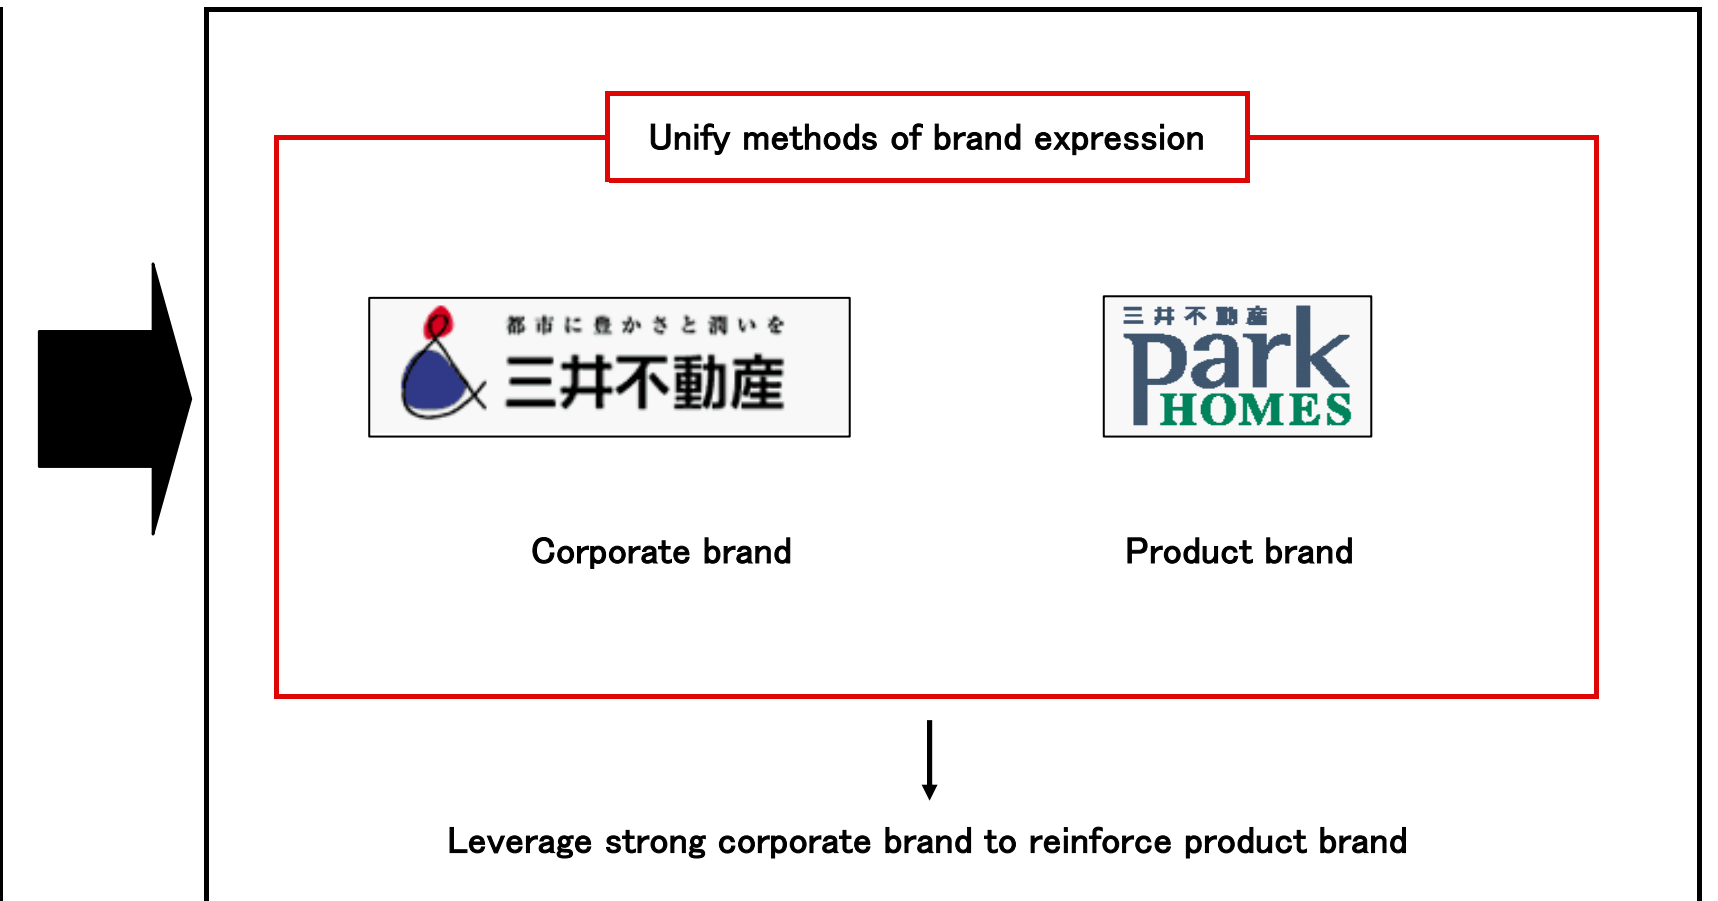 Unify methods of brand expression
都市に豊かさと潤いを
三井不動産
三井不動産
park
HOMES
Corporate brand
Product brand
Leverage strong corporate brand to reinforce product brand